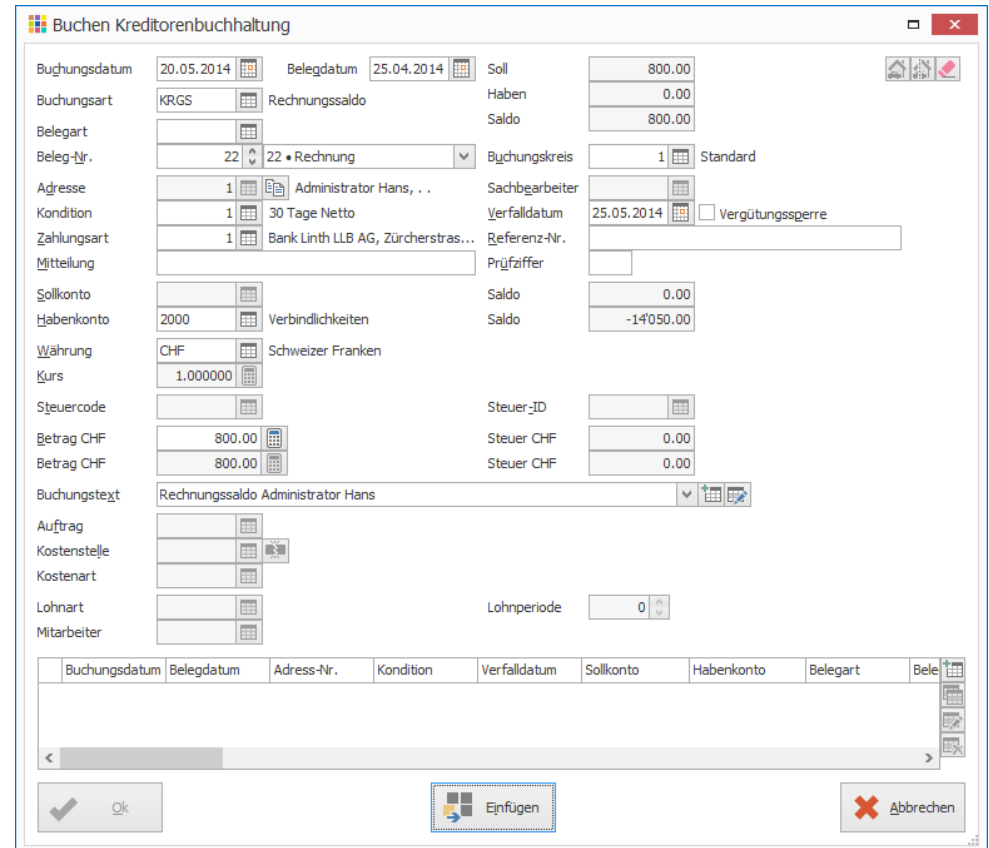 Buchen Kreditorenbuchhaltung
Buchungsdatum 20.05.2014 Belegdatum 25.04.2014 Soll 800.00
Buchungsart KRGS Rechnungssaldo Haben 0.00
Belegart Saldo 800.00
Beleg-Nr. 22 22 • Rechnung Buchungskreis 1 Standard
Adresse 1 Administrator Hans, . . Sachbearbeiter
Kondition 1 30 Tage Netto Verfalldatum 25.05.2014 Vergütungssperre
Zahlungsart 1 Bank Linth LLB AG, Zürcherstras... Referenz-Nr.
Mitteilung Prüfziffer
Sollkonto Saldo 0.00
Habenkonto 2000 Verbindlichkeiten Saldo -14'050.00
Währung CHF Schweizer Franken
Kurs 1.000000
Steuercode Steuer-ID
Betrag CHF 800.00 Steuer CHF 0.00
Betrag CHF 800.00 Steuer CHF 0.00
Buchungstext Rechnungssaldo Administrator Hans
Auftrag
Kostenstelle
Kostenart
Lohnart Lohnperiode 0
Mitarbeiter
Buchungsdatum Belegdatum Adress-Nr. Kondition Verfalldatum Sollkonto Habenkonto Belegart Bele
Ok Einfügen Abbrechen